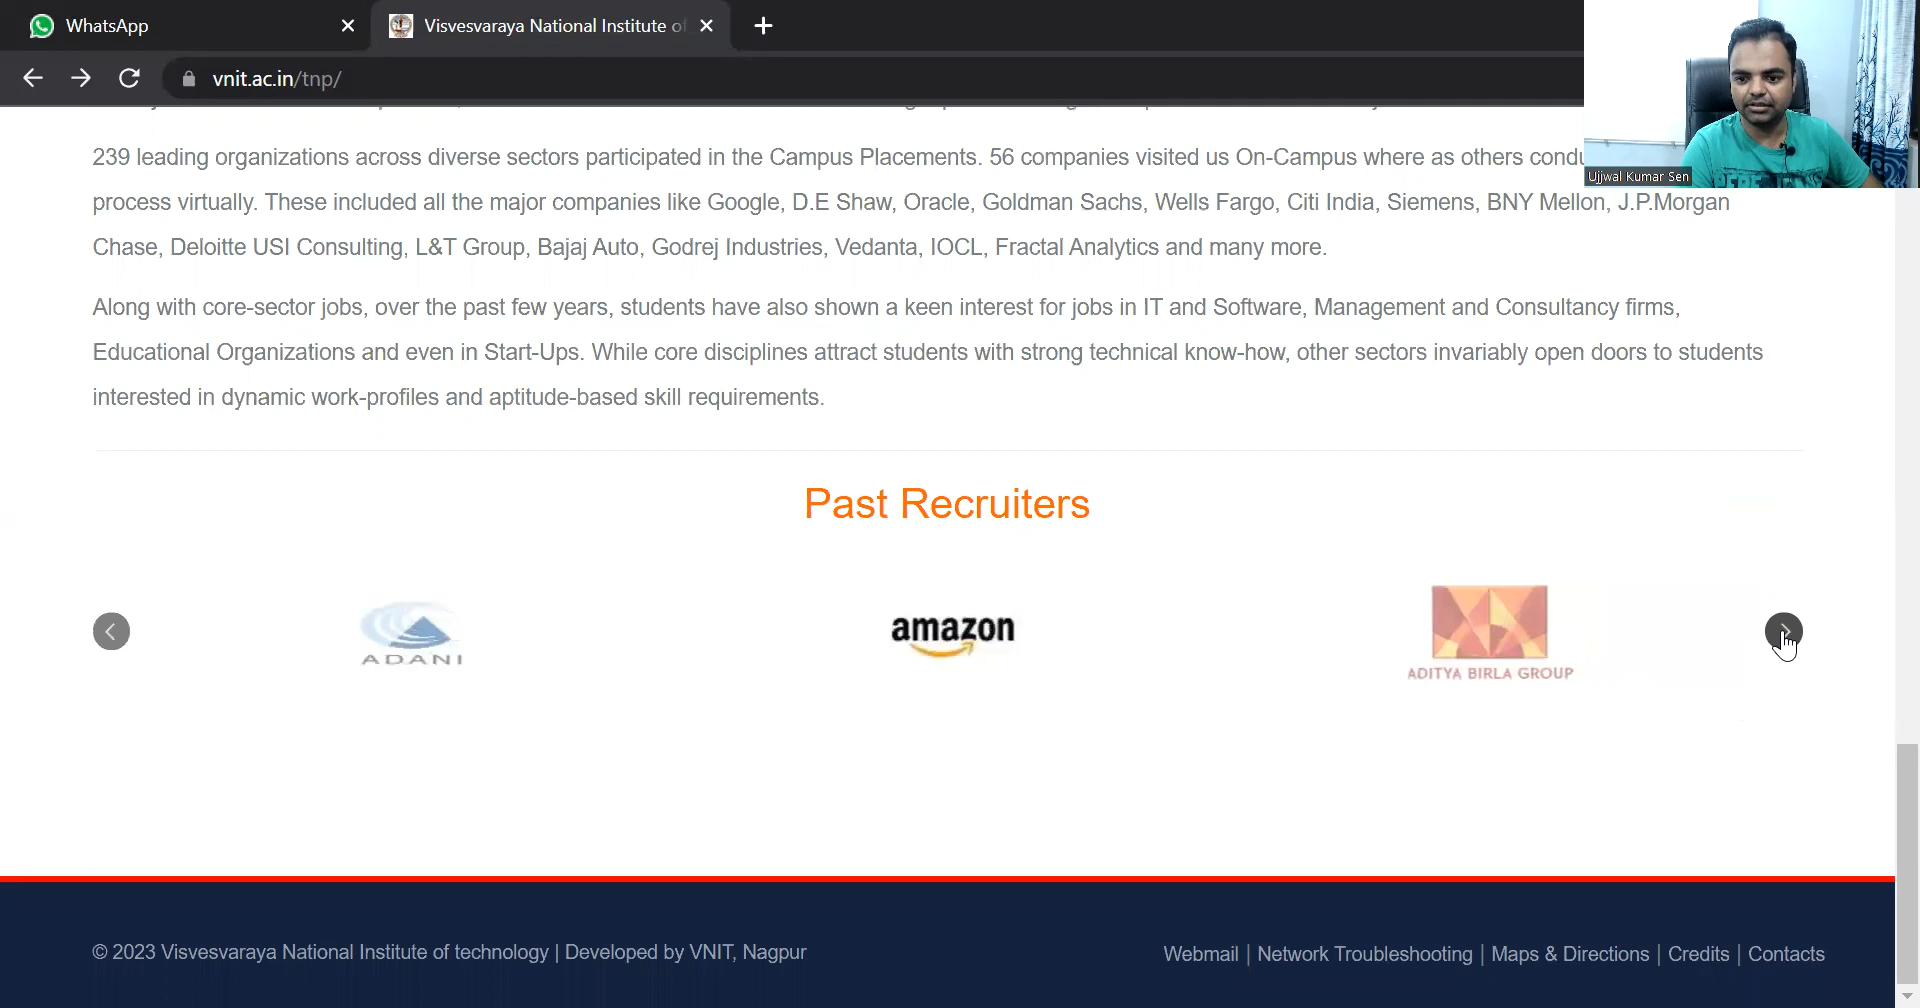 WhatsApp
Visvesvaraya National Institute of
vnit.ac.in/tnp/
Ujjwal Kumar Sen
239 leading organizations across diverse sectors participated in the Campus Placements. 56 companies visited us On-Campus where as others
process virtually. These included all the major companies like Google, D.E Shaw, Oracle, Goldman Sachs, Wells Fargo, Citi India, Siemens, BNY Mellon, J.P.Morgan
Chase, Deloitte USI Consulting, L&T Group, Bajaj Auto, Godrej Industries, Vedanta, IOCL, Fractal Analytics and many more.
Along with core-sector jobs, over the past few years, students have also shown a keen interest for jobs in IT and Software, Management and Consultancy firms,
Educational Organizations and even in Start-Ups. While core disciplines attract students with strong technical know-how, other sectors invariably open doors to students
interested in dynamic work-profiles and aptitude-based skill requirements.
Past Recruiters
ADANI
amazon
ADITYA BIRLA GROUP
© 2023 Visvesvaraya National Institute of technology | Developed by VNIT, Nagpur
Webmail | Network Troubleshooting | Maps & Directions | Credits | Contacts